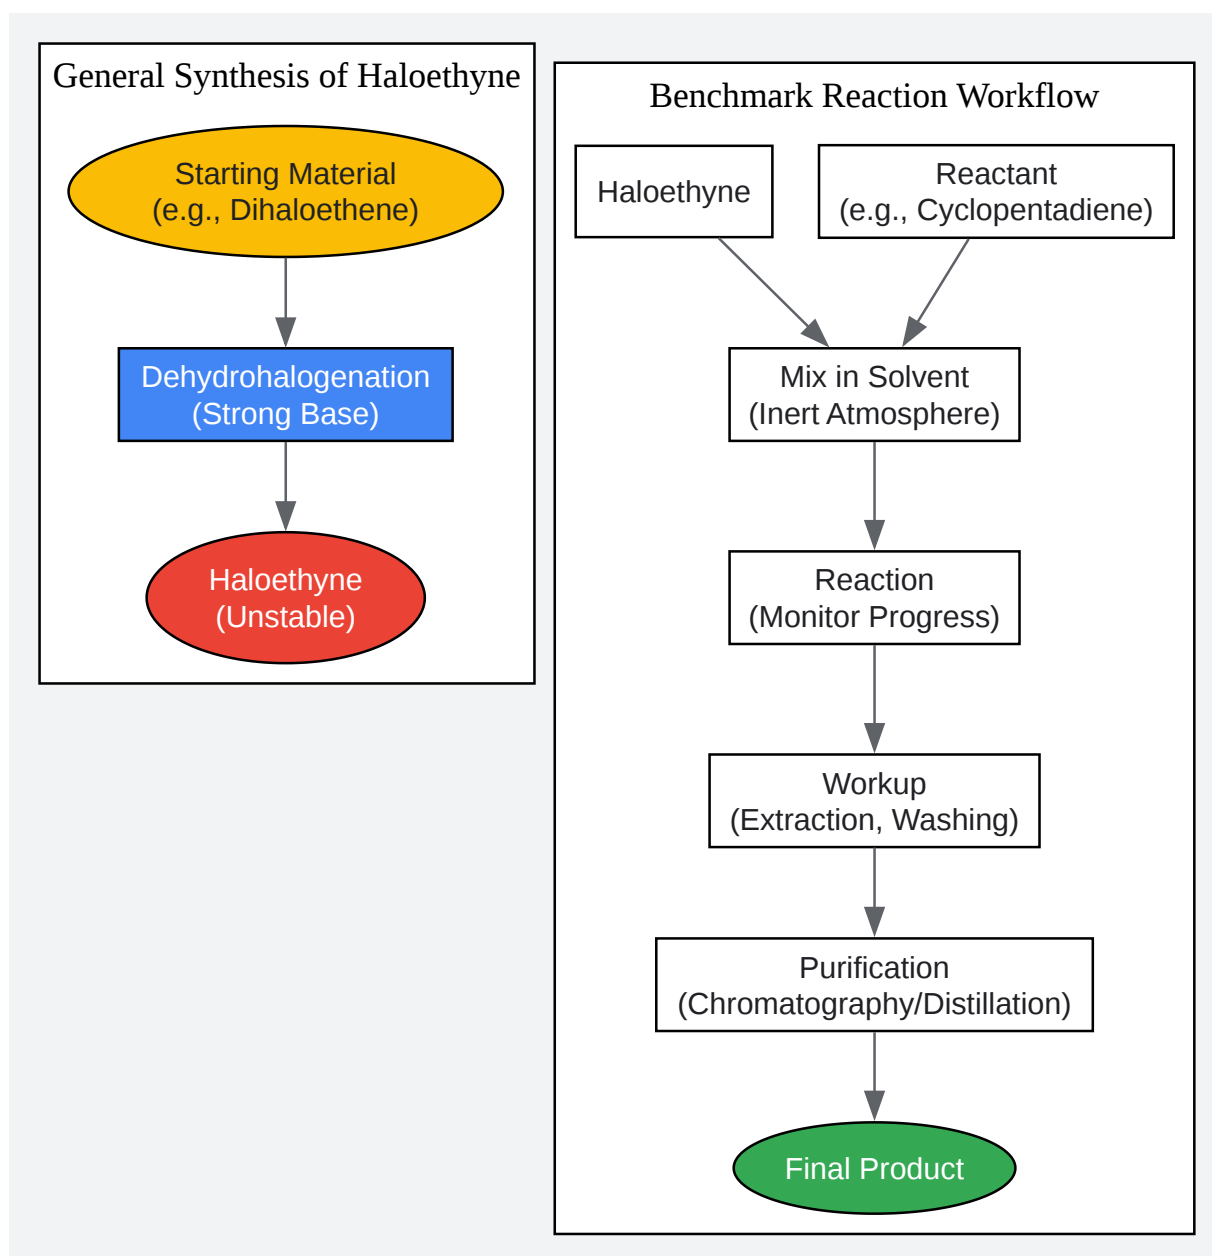 General Synthesis of Haloethyne
Starting Material
(e.g., Dihaloethene)
Dehydrohalogenation
(Strong Base)
Haloethyne
(Unstable)
Benchmark Reaction Workflow
Haloethyne
Reactant
(e.g., Cyclopentadiene)
Mix in Solvent
(Inert Atmosphere)
Reaction
(Monitor Progress)
Workup
(Extraction, Washing)
Purification
(Chromatography/Distillation)
Final Product